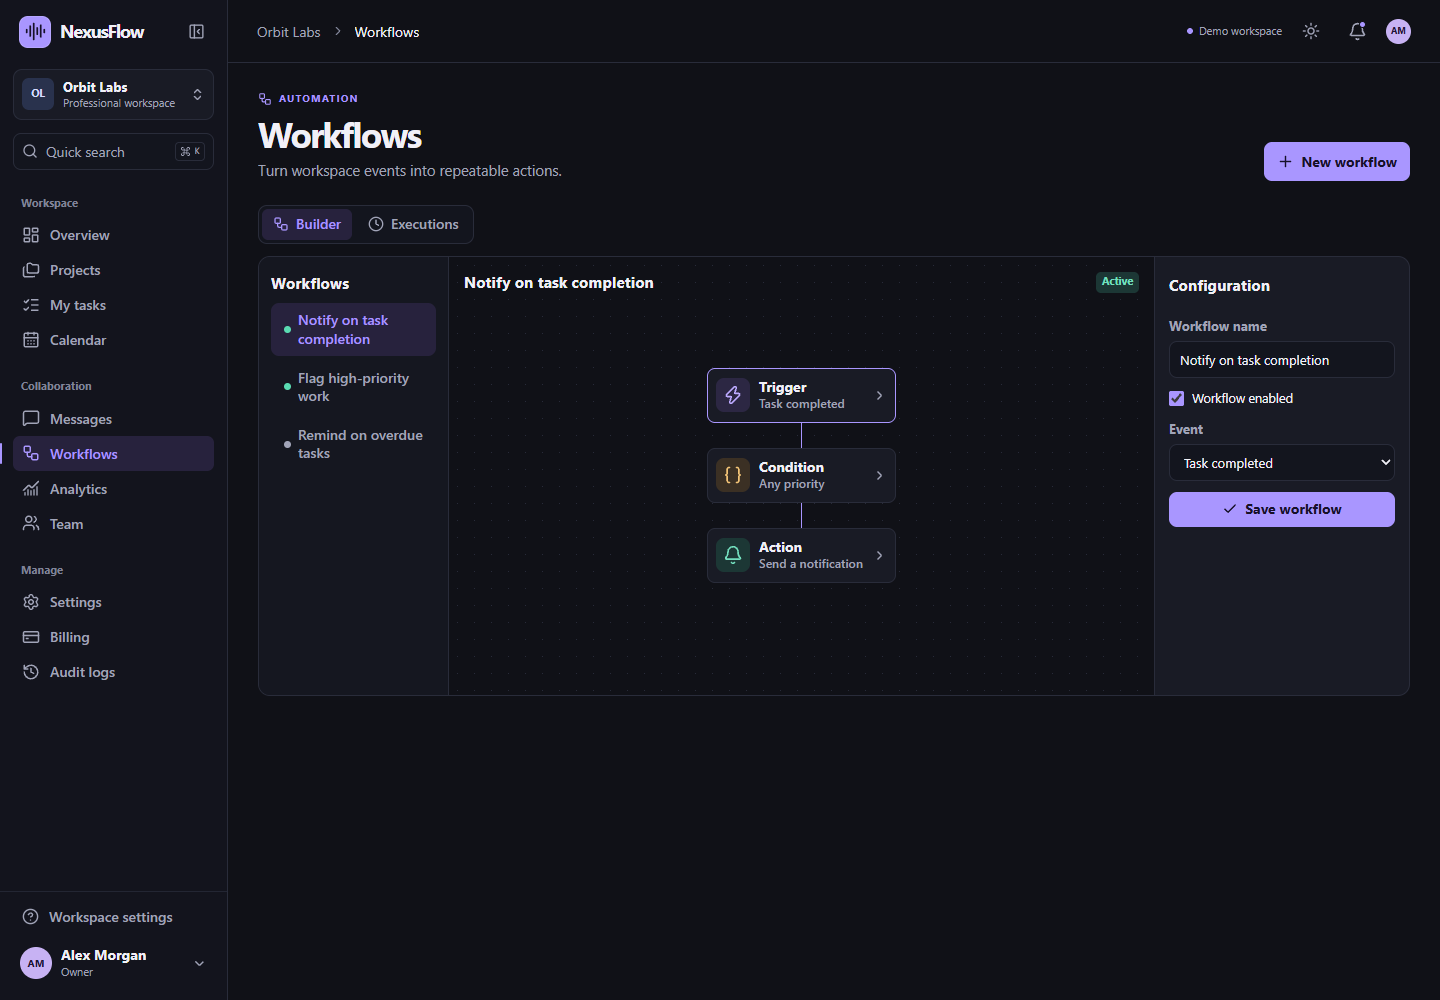 NexusFlow
OL
Orbit Labs
Professional workspace
Quick search
⌘ K
Workspace
Overview
Projects
My tasks
Calendar
Collaboration
Messages
Workflows
Analytics
Team
Manage
Settings
Billing
Audit logs
Workspace settings
AM
Alex Morgan
Owner
Orbit Labs
Workflows
Demo workspace
AM
AUTOMATION
Workflows
Turn workspace events into repeatable actions.
New workflow
Builder
Executions
Workflows
Notify on task
completion
Flag high-priority
work
Remind on overdue
tasks
Notify on task completion
Active
Trigger
Task completed
Condition
Any priority
Action
Send a notification
Configuration
Workflow name
Notify on task completion
Workflow enabled
Event
Task completed
Save workflow